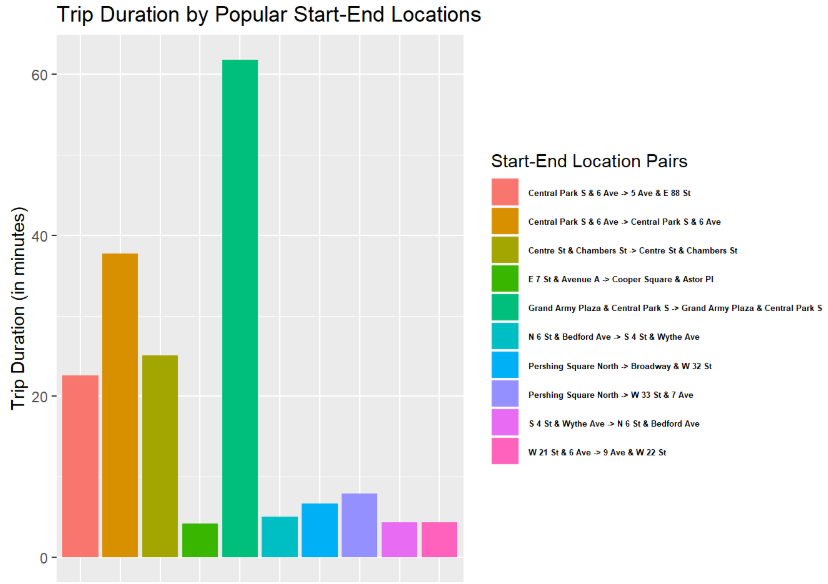 Trip Duration by Popular Start-End Locations
Trip Duration (in minutes)
60
40
20
0
Start-End Location Pairs
Central Park S & 6 Ave -> 5 Ave & E 88 St
Central Park S & 6 Ave -> Central Park S & 6 Ave
Centre St & Chambers St -> Centre St & Chambers St
E 7 St & Avenue A -> Cooper Square & Astor Pl
Grand Army Plaza & Central Park S -> Grand Army Plaza & Central Park S
N 6 St & Bedford Ave -> S 4 St & Wythe Ave
Pershing Square North -> Broadway & W 32 St
Pershing Square North -> W 33 St & 7 Ave
S 4 St & Wythe Ave -> N 6 St & Bedford Ave
W 21 St & 6 Ave -> 9 Ave & W 22 St